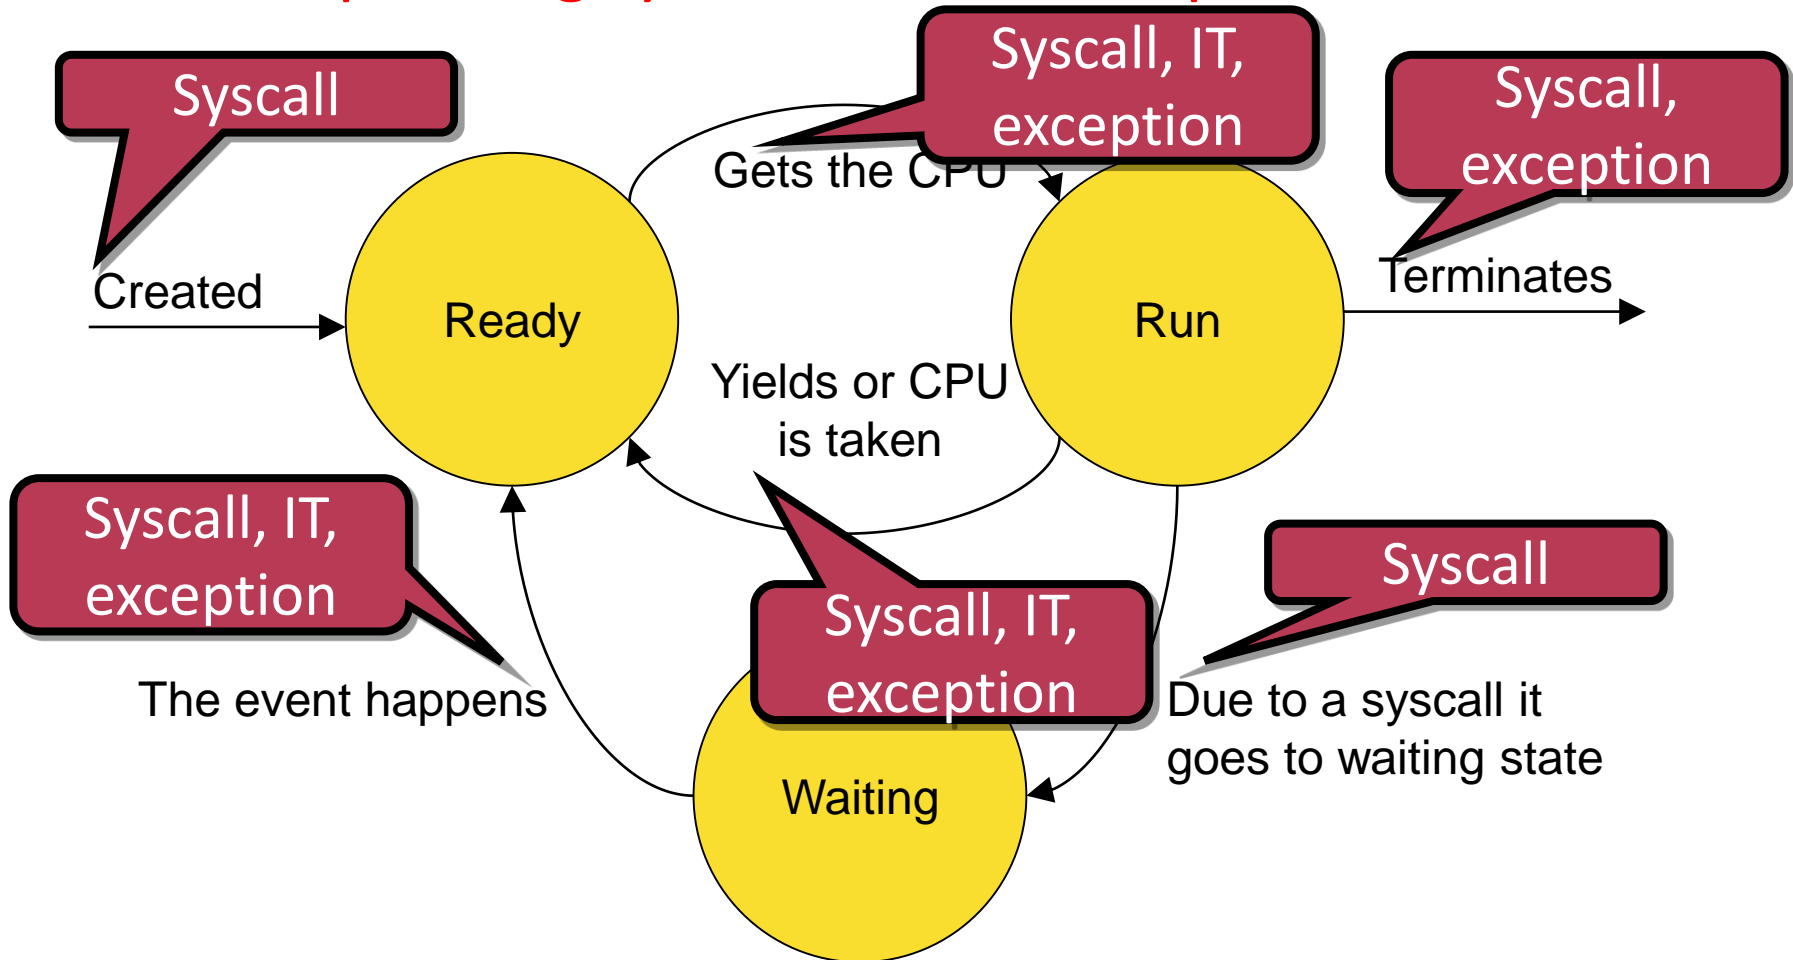 Syscall
Syscall, IT,
exception
Syscall,
exception
Gets the CPU
Created
Terminates
Ready
Run
Yields or CPU
is taken
Syscall, IT,
exception
Syscall, IT,
exception
Syscall
The event happens
Due to a syscall it
goes to waiting state
Waiting